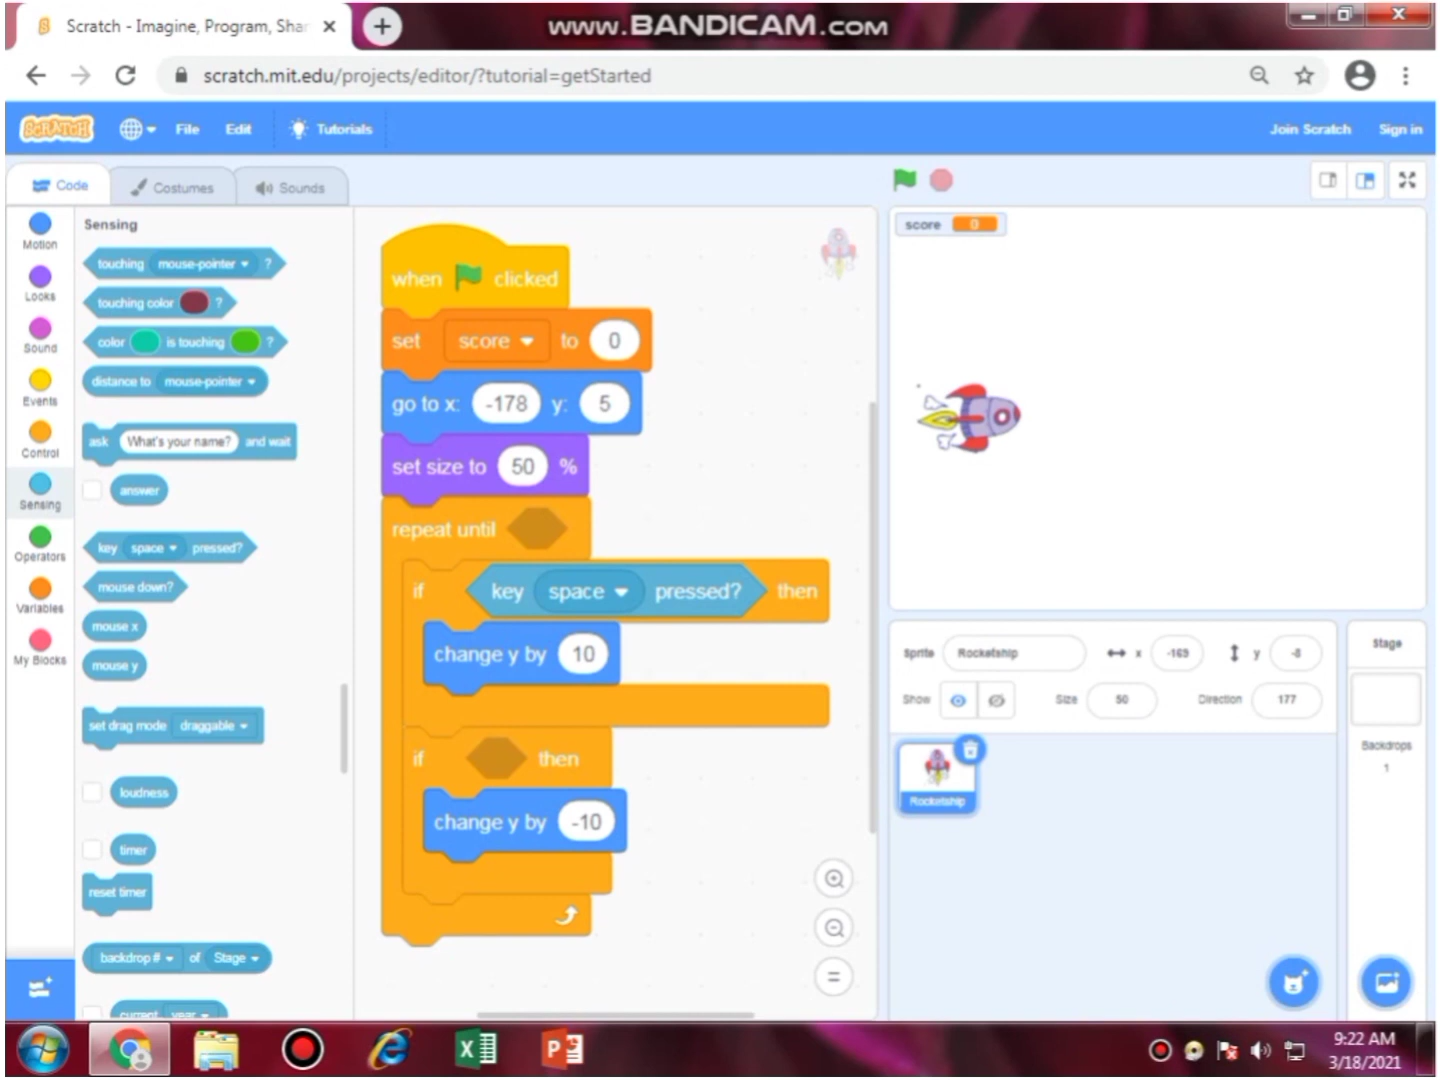 Scratch - Imagine, Program, Shar
www.BANDICAM.com
scratch.mit.edu/projects/editor/?tutorial=getStarted
SCRATCH
File
Edit
Tutorials
Join Scratch
Sign in
Code
Costumes
Sounds
Motion
Looks
Sound
Events
Control
Sensing
Operators
Variables
My Blocks
Sensing
touching mouse-pointer ?
touching color ?
color is touching ?
distance to mouse-pointer
ask What's your name? and wait
answer
key space pressed?
mouse down?
mouse x
mouse y
set drag mode draggable
loudness
timer
reset timer
backdrop # of Stage
current year
when clicked
set score to 0
go to x: -178 y: 5
set size to 50 %
repeat until
if key space pressed? then
change y by 10
if then
change y by -10
score 0
Sprite Rocketship x -169 y -8
Show Size 50 Direction 177
Rocketship
Stage
Backdrops
1
9:22 AM
3/18/2021